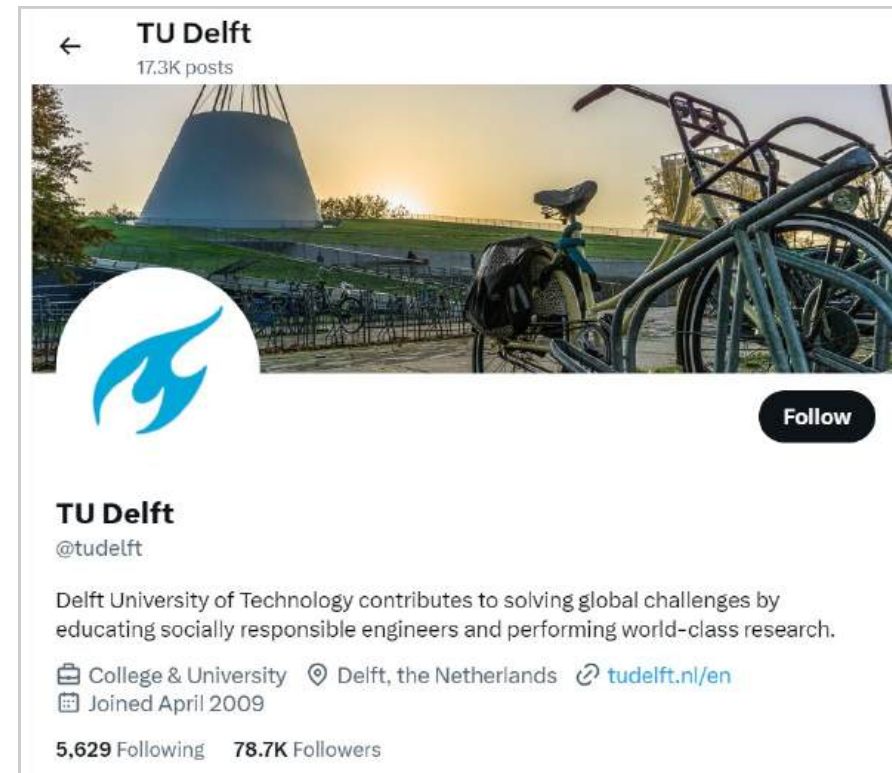 TU Delft
17.3K posts
Follow
TU Delft
@tudelft
Delft University of Technology contributes to solving global challenges by
educating socially responsible engineers and performing world-class research.
College & University Delft, the Netherlands tudelft.nl/en
Joined April 2009
5,629 Following 78.7K Followers